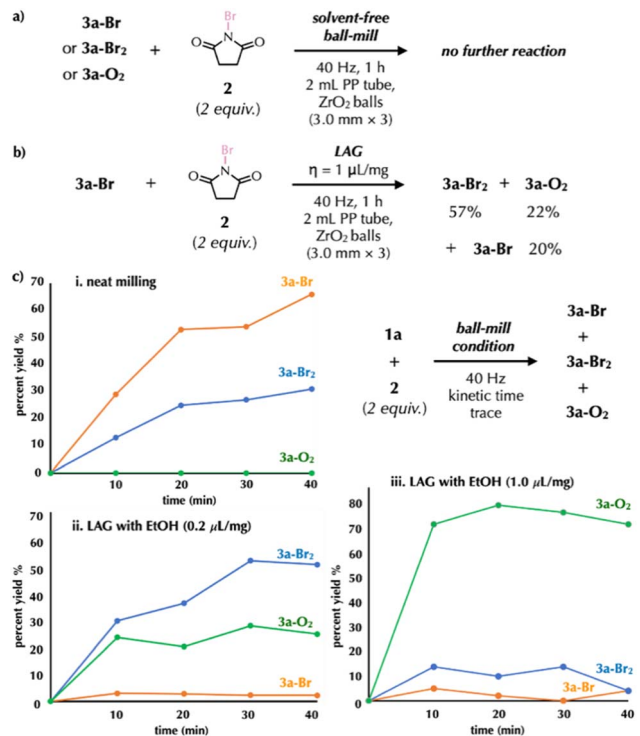 a)
3a-Br
or 3a-Br2
or 3a-O2
+
Br
N
O O
2
(2 equiv.)
solvent-free
ball-mill
40 Hz, 1 h
2 mL PP tube,
ZrO2 balls
(3.0 mm × 3)
no further reaction
b)
3a-Br
+
Br
N
O O
2
(2 equiv.)
LAG
η = 1 μL/mg
40 Hz, 1 h
2 mL PP tube,
ZrO2 balls
(3.0 mm × 3)
3a-Br2 + 3a-O2
57% 22%
+ 3a-Br 20%
c)
i. neat milling
percent yield %
70
60
50
40
30
20
10
0
10 20 30 40
time (min)
3a-Br
3a-Br2
3a-O2
1a
+
2
(2 equiv.)
ball-mill
condition
40 Hz
kinetic time
trace
3a-Br
+
3a-Br2
+
3a-O2
ii. LAG with EtOH (0.2 μL/mg)
percent yield %
70
60
50
40
30
20
10
0
10 20 30 40
time (min)
3a-Br2
3a-O2
3a-Br
iii. LAG with EtOH (1.0 μL/mg)
percent yield %
80
70
60
50
40
30
20
10
0
10 20 30 40
time (min)
3a-O2
3a-Br2
3a-Br